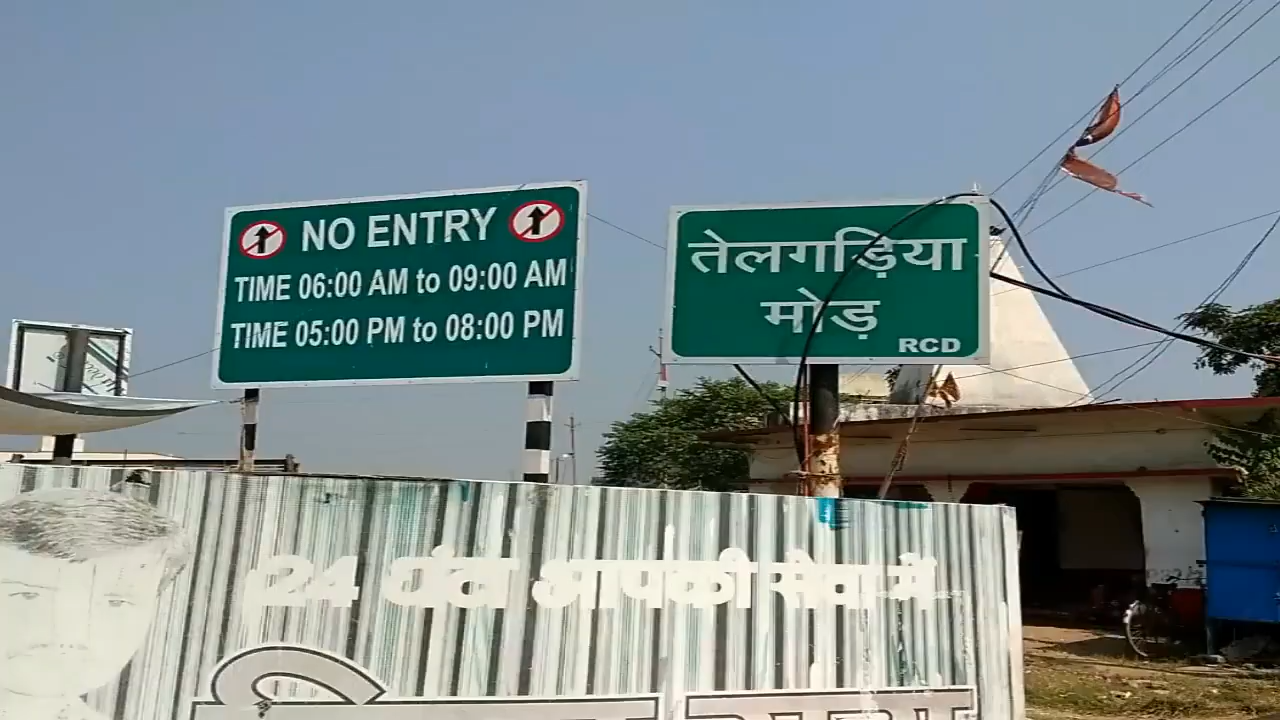 NO ENTRY
TIME 06:00 AM to 09:00 AM
TIME 05:00 PM to 08:00 PM
तेलगड़िया
मोड़
RCD
24 घंटा आपकी सेवा में